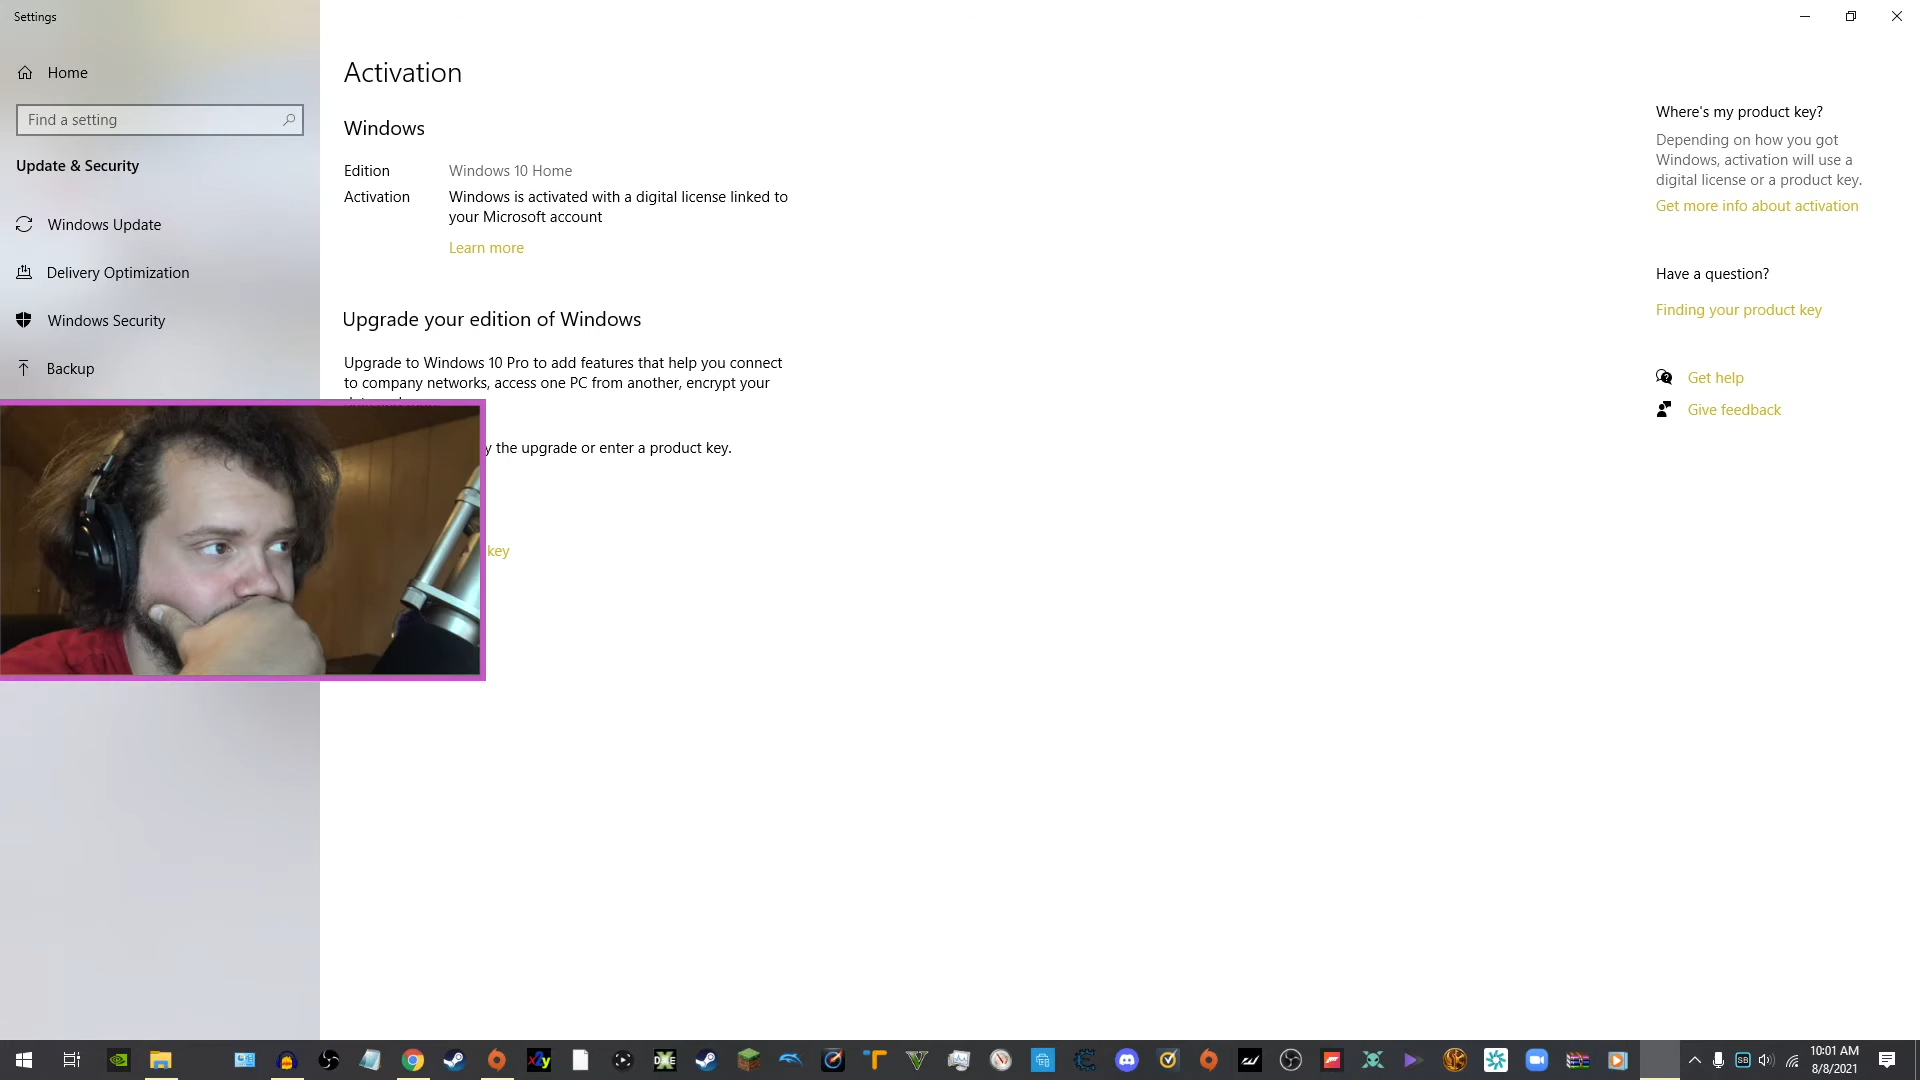 Settings
Home
Find a setting
Update & Security
Windows Update
Delivery Optimization
Windows Security
Backup
Activation
Windows
Edition Windows 10 Home
Activation Windows is activated with a digital license linked to
your Microsoft account
Learn more
Upgrade your edition of Windows
Upgrade to Windows 10 Pro to add features that help you connect
to company networks, access one PC from another, encrypt your
the upgrade or enter a product key.
key
Where's my product key?
Depending on how you got
Windows, activation will use a
digital license or a product key.
Get more info about activation
Have a question?
Finding your product key
Get help
Give feedback
10:01 AM
8/8/2021